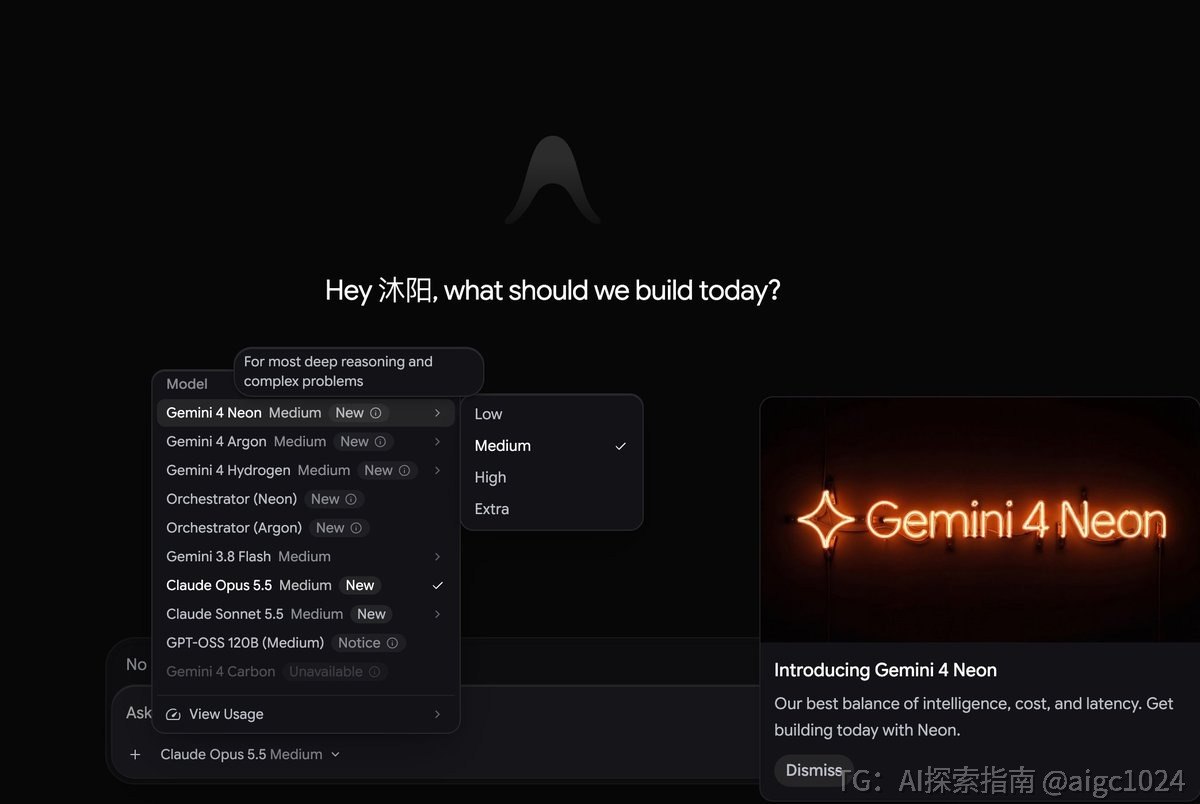 Hey 沐阳, what should we build today?
For most deep reasoning and
complex problems
Model
Gemini 4 Neon Medium New
Gemini 4 Argon Medium New
Gemini 4 Hydrogen Medium New
Orchestrator (Neon) New
Orchestrator (Argon) New
Gemini 3.8 Flash Medium
Claude Opus 5.5 Medium New
Claude Sonnet 5.5 Medium New
GPT-OSS 120B (Medium) Notice
Gemini 4 Carbon Unavailable
View Usage
Low
Medium
High
Extra
No
Ask
Claude Opus 5.5 Medium
Gemini 4 Neon
Introducing Gemini 4 Neon
Our best balance of intelligence, cost, and latency. Get
building today with Neon.
Dismiss
TG：AI探索指南 @aigc1024